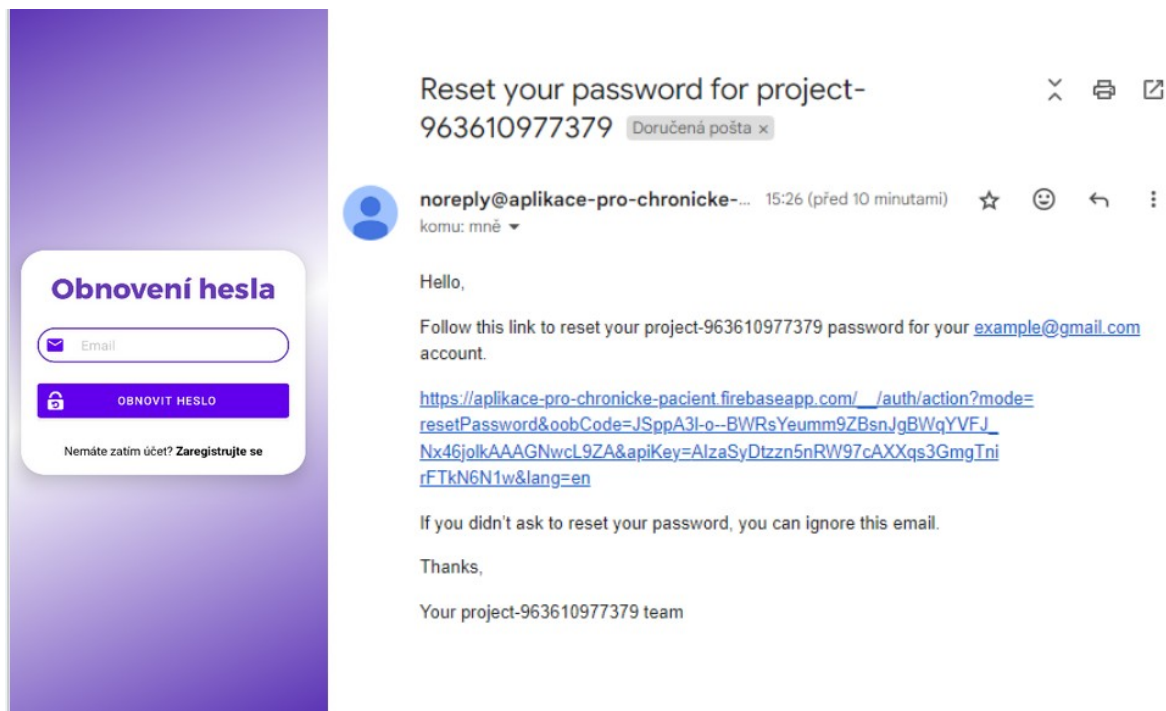 Obnovení hesla
Email
OBNOVIT HESLO
Nemáte zatím účet? Zaregistrujte se
Reset your password for project-
963610977379 Doručená pošta ×
noreply@aplikace-pro-chronicke-... 15:26 (před 10 minutami)
komu: mně
Hello,
Follow this link to reset your project-963610977379 password for your example@gmail.com
account.
https://aplikace-pro-chronicke-pacient.firebaseapp.com/__/auth/action?mode=
resetPassword&oobCode=JSppA3I-o--BWRsYeumm9ZBsnJgBWqYVFJ_
Nx46jolkAAAGNwcL9ZA&apiKey=AIzaSyDtzzn5nRW97cAXXqs3GmgTni
rFTkN6N1w&lang=en
If you didn't ask to reset your password, you can ignore this email.
Thanks,
Your project-963610977379 team